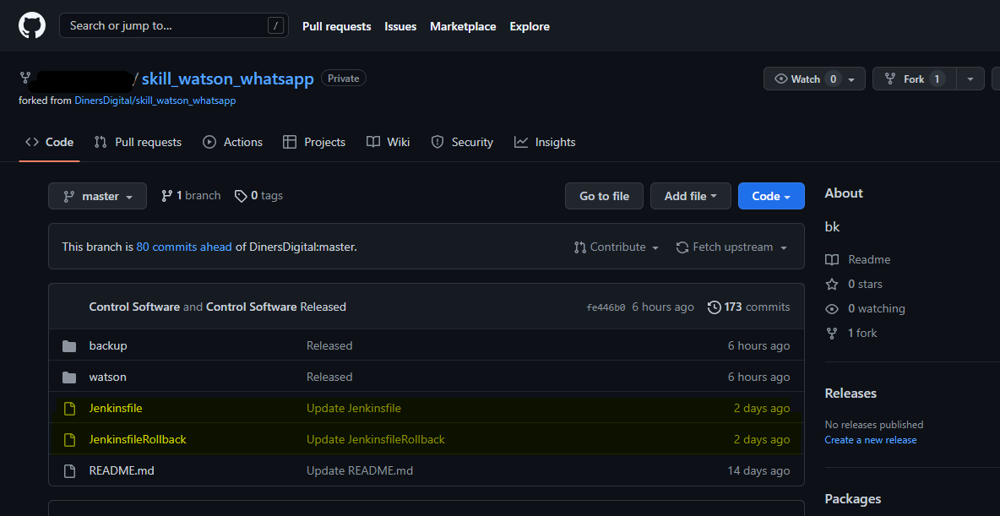 Search or jump to... /
Pull requests Issues Marketplace Explore
/ skill_watson_whatsapp Private
Watch 0 Fork 1
forked from DinersDigital/skill_watson_whatsapp
Code Pull requests Actions Projects Wiki Security Insights
master 1 branch 0 tags Go to file Add file Code
This branch is 80 commits ahead of DinersDigital:master. Contribute Fetch upstream
Control Software and Control Software Released fe446b0 6 hours ago 173 commits
backup Released 6 hours ago
watson Released 6 hours ago
Jenkinsfile Update Jenkinsfile 2 days ago
JenkinsfileRollback Update JenkinsfileRollback 2 days ago
README.md Update README.md 14 days ago
About
bk
Readme
0 stars
0 watching
1 fork
Releases
No releases published
Create a new release
Packages